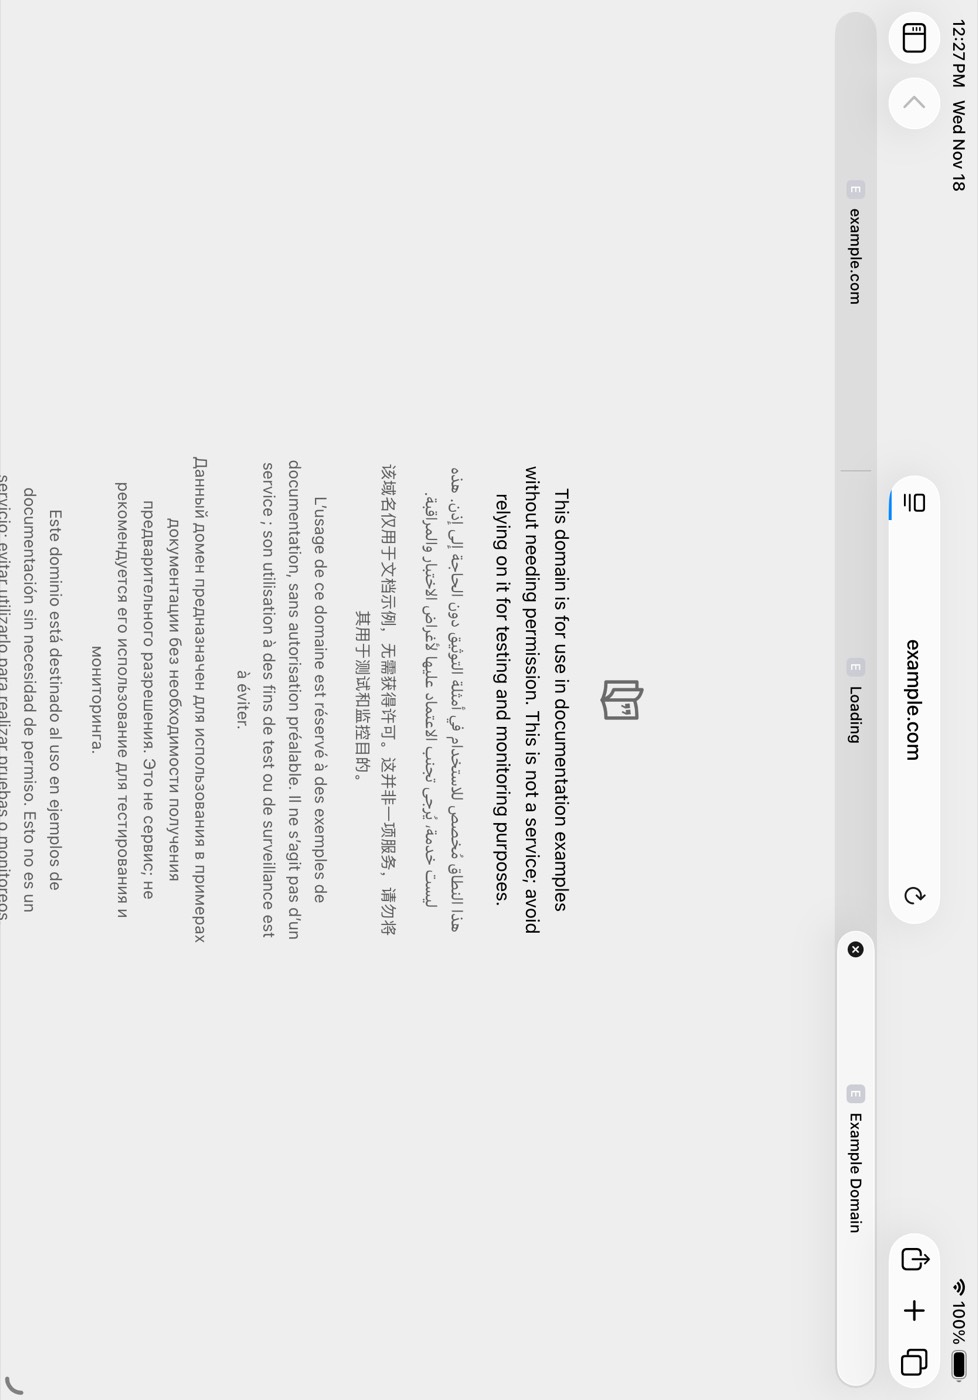 12:27 PM Wed Nov 18
100%
example.com
E example.com
E Loading
E Example Domain
This domain is for use in documentation examples
without needing permission. This is not a service; avoid
relying on it for testing and monitoring purposes.
هذا النطاق مُخصص للاستخدام في أمثلة التوثيق دون الحاجة إلى إذن. هذه
ليست خدمة، يُرجى تجنب الاعتماد عليها لأغراض الاختبار والمراقبة.
该域名仅用于文档示例，无需获得许可。这并非一项服务，请勿将
其用于测试和监控目的。
L’usage de ce domaine est réservé à des exemples de
documentation, sans autorisation préalable. Il ne s’agit pas d’un
service ; son utilisation à des fins de test ou de surveillance est
à éviter.
Данный домен предназначен для использования в примерах
документации без необходимости получения
предварительного разрешения. Это не сервис; не
рекомендуется его использование для тестирования и
мониторинга.
Este dominio está destinado al uso en ejemplos de
documentación sin necesidad de permiso. Esto no es un
servicio; evitar utilizarlo para realizar pruebas o monitoreos.